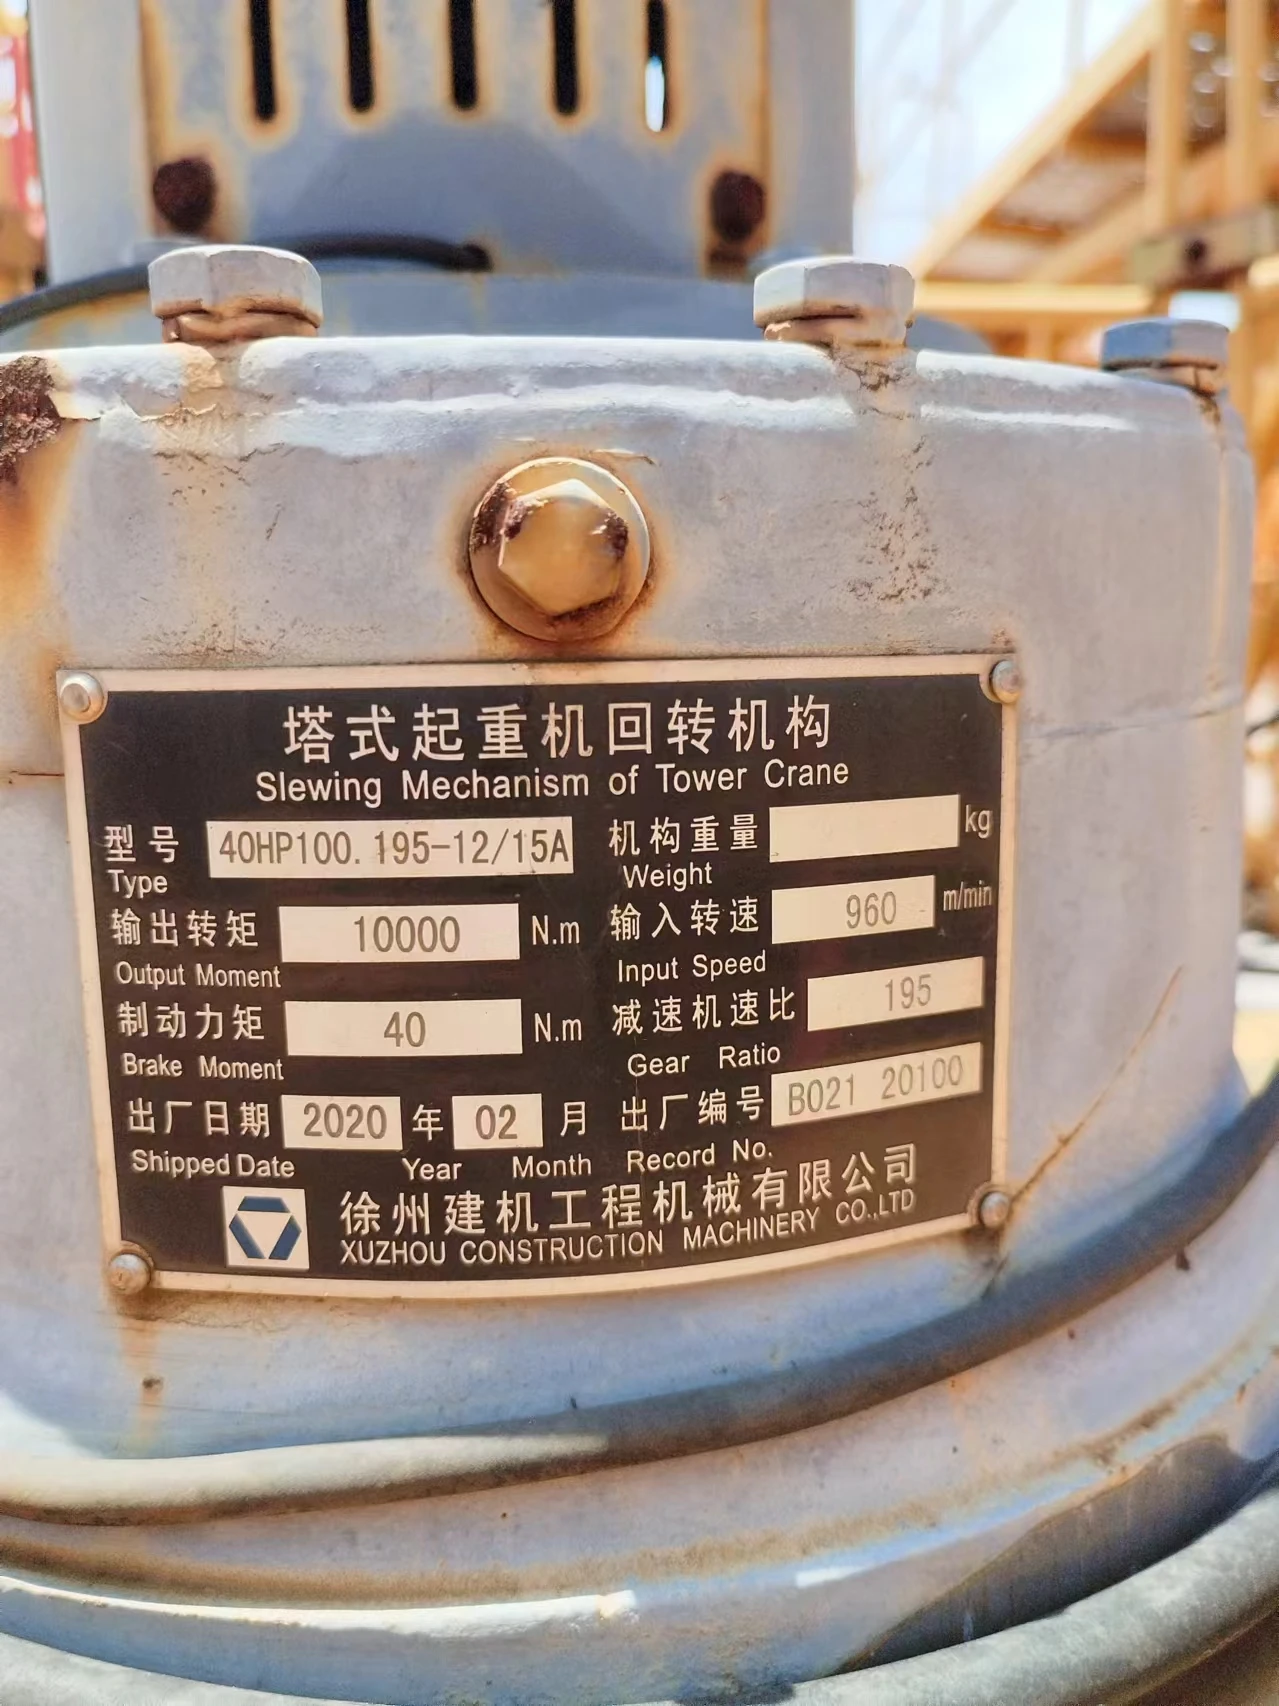 塔式起重机回转机构
Slewing Mechanism of Tower Crane
型号 40HP100.195-12/15A 机构重量 kg
Type Weight
输出转矩 10000 N.m 输入转速 960 m/min
Output Moment Input Speed
制动力矩 40 N.m 减速机速比 195
Brake Moment Gear Ratio
出厂日期 2020 年 02 月 出厂编号 B021 20100
Shipped Date Year Month Record No.
徐州建机工程机械有限公司
XUZHOU CONSTRUCTION MACHINERY CO.,LTD